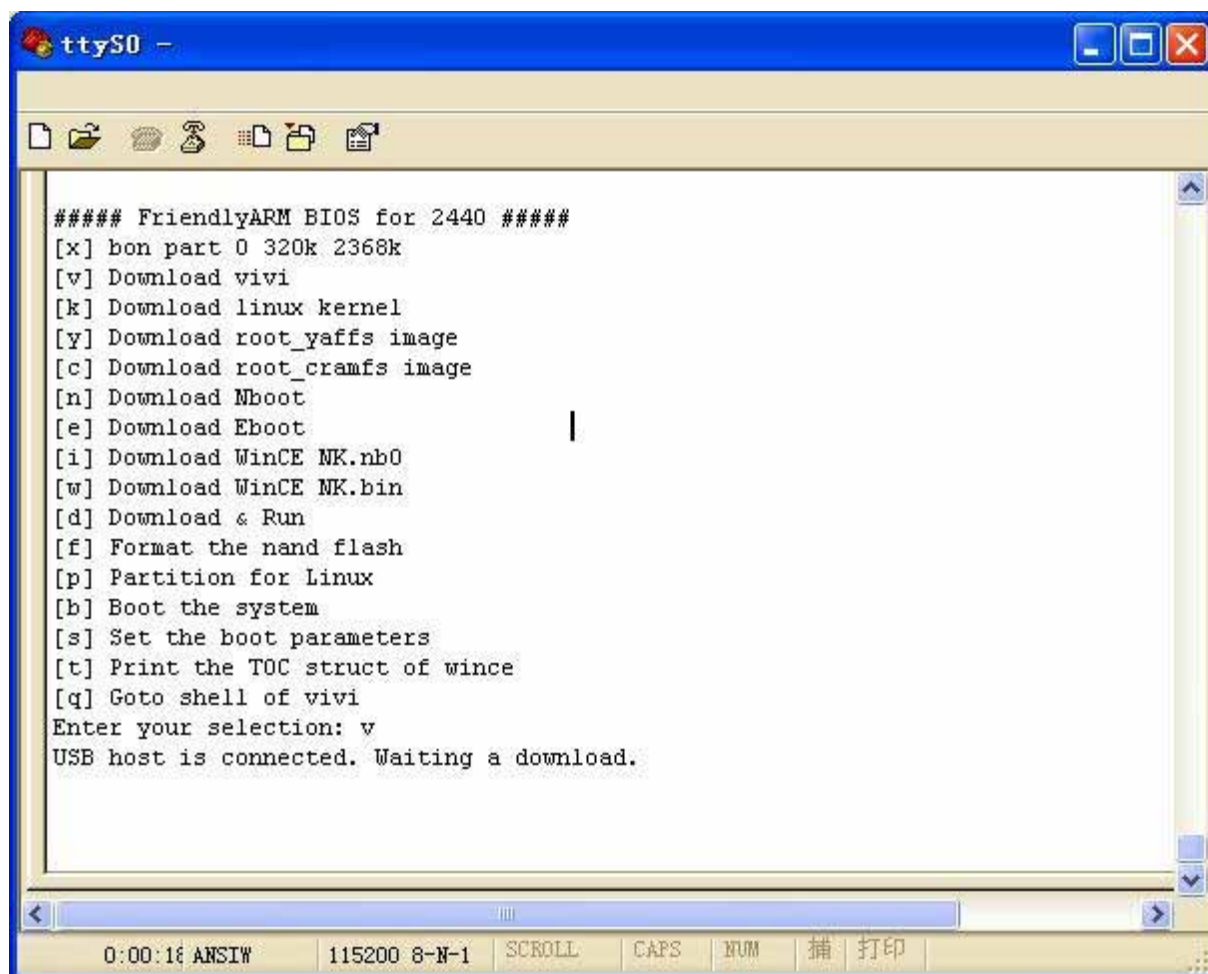 ttyS0 -
##### FriendlyARM BIOS for 2440 #####
[x] bon part 0 320k 2368k
[v] Download vivi
[k] Download linux kernel
[y] Download root_yaffs image
[c] Download root_cramfs image
[n] Download Nboot
[e] Download Eboot
[i] Download WinCE NK.nb0
[w] Download WinCE NK.bin
[d] Download & Run
[f] Format the nand flash
[p] Partition for Linux
[b] Boot the system
[s] Set the boot parameters
[t] Print the TOC struct of wince
[q] Goto shell of vivi
Enter your selection: v
USB host is connected. Waiting a download.
0:00:18 ANSIW 115200 8-N-1 SCROLL CAPS NUM 捕 打印